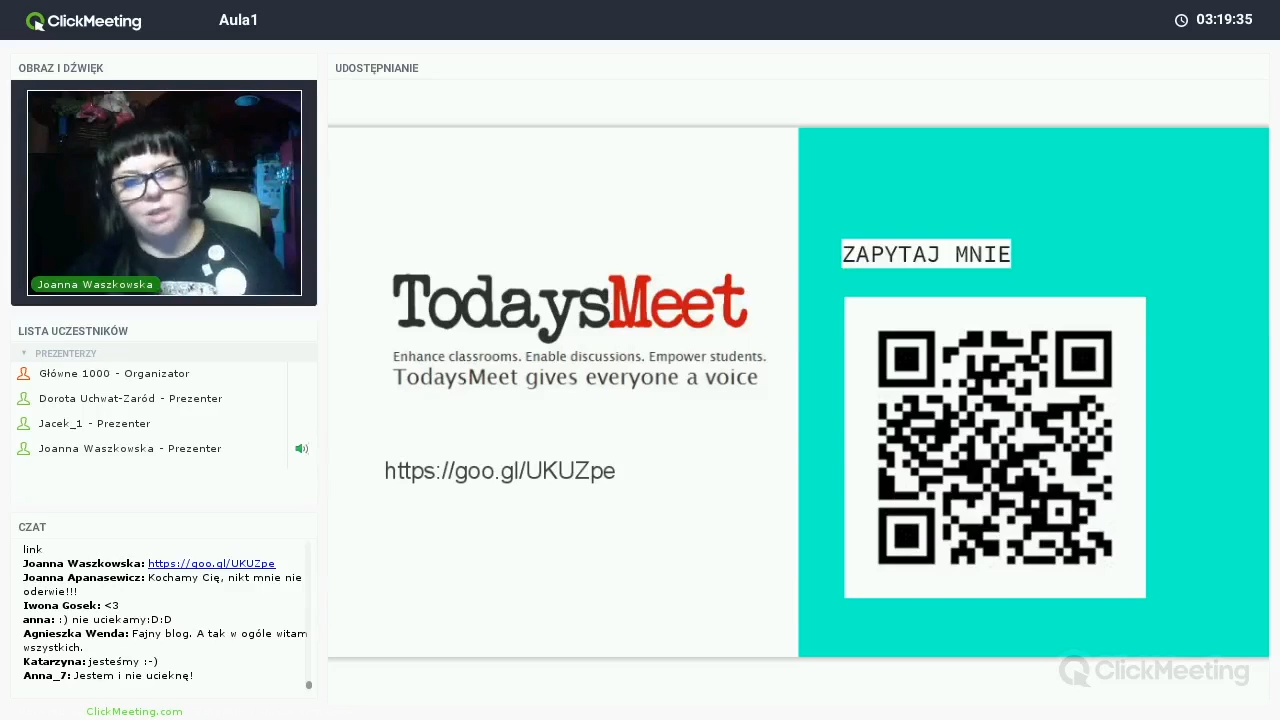 ClickMeeting
Aula1
03:19:35
OBRAZ I DŹWIĘK
Joanna Waszkowska
LISTA UCZESTNIKÓW
PREZENTERZY
Główne 1000 - Organizator
Dorota Uchwat-Zaród - Prezenter
Jacek_1 - Prezenter
Joanna Waszkowska - Prezenter
CZAT
link
Joanna Waszkowska: https://goo.gl/UKUZpe
Joanna Apanasewicz: Kochamy Cię, nikt mnie nie
oderwie!!!
Iwona Gosek: <3
anna: :) nie uciekamy:D:D
Agnieszka Wenda: Fajny blog. A tak w ogóle witam
wszystkich.
Katarzyna: jesteśmy :-)
Anna_7: Jestem i nie ucieknę!
ClickMeeting.com
UDOSTĘPNIANIE
TodaysMeet
Enhance classrooms. Enable discussions. Empower students.
TodaysMeet gives everyone a voice
https://goo.gl/UKUZpe
ZAPYTAJ MNIE
ClickMeeting